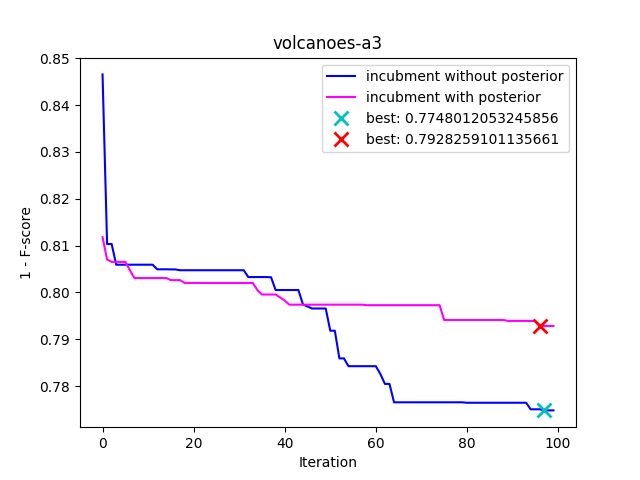 volcanoes-a3
incubment without posterior
incubment with posterior
best: 0.7748012053245856
best: 0.7928259101135661
1 - F-score
0.85
0.84
0.83
0.82
0.81
0.80
0.79
0.78
0
20
40
60
80
100
Iteration